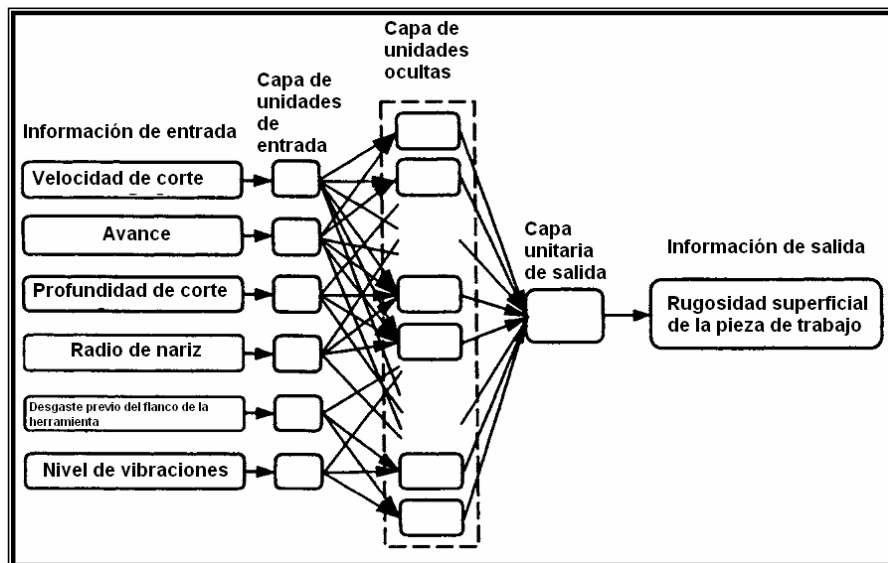 Capa de
unidades
ocultas
Capa de
unidades
de
entrada
Información de entrada
Velocidad de corte
Avance
Profundidad de corte
Radio de nariz
Desgaste previo del flanco de la
herramienta
Nivel de vibraciones
Capa
unitaria
de salida
Información de salida
Rugosidad superficial
de la pieza de trabajo